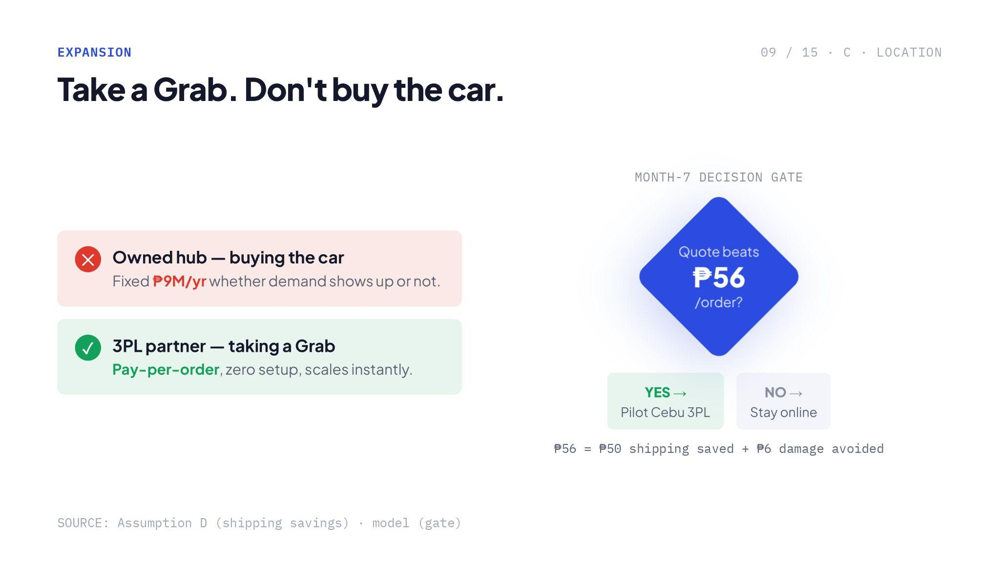 EXPANSION
09 / 15 · C · LOCATION
Take a Grab. Don't buy the car.
Owned hub — buying the car
Fixed ₱9M/yr whether demand shows up or not.
3PL partner — taking a Grab
Pay-per-order, zero setup, scales instantly.
MONTH-7 DECISION GATE
Quote beats
₱56
/order?
YES →
Pilot Cebu 3PL
NO →
Stay online
₱56 = ₱50 shipping saved + ₱6 damage avoided
SOURCE: Assumption D (shipping savings) · model (gate)